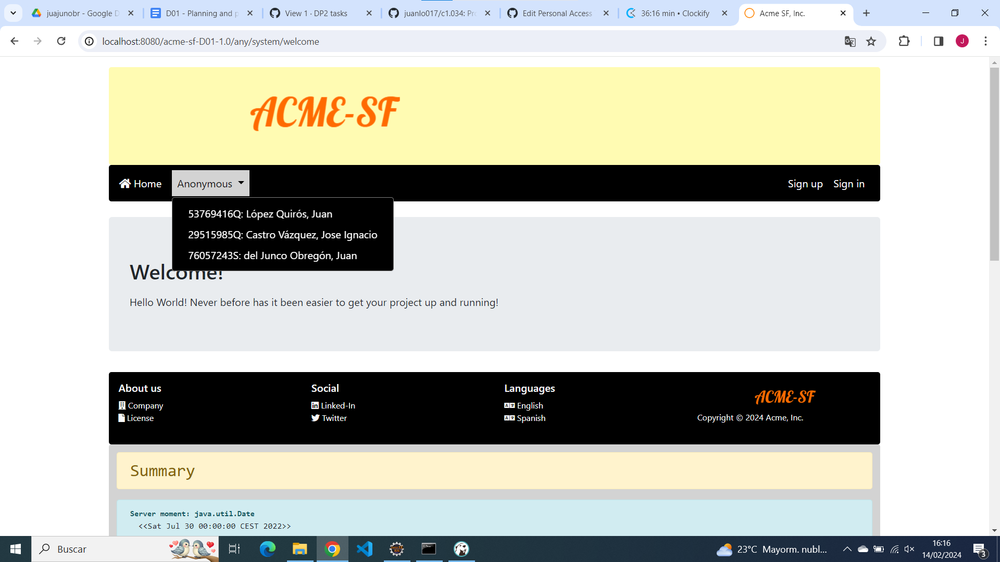 juajunobr - Google D
D01 - Planning and p
View 1 · DP2 tasks
juanlo017/c1.034: Pro
Edit Personal Access
36:16 min • Clockify
Acme SF, Inc.
localhost:8080/acme-sf-D01-1.0/any/system/welcome
J
ACME-SF
Home
Anonymous
Sign up
Sign in
53769416Q: López Quirós, Juan
29515985Q: Castro Vázquez, Jose Ignacio
76057243S: del Junco Obregón, Juan
Welcome!
Hello World! Never before has it been easier to get your project up and running!
About us
Company
License
Social
Linked-In
Twitter
Languages
English
Spanish
ACME-SF
Copyright © 2024 Acme, Inc.
Summary
Server moment: java.util.Date
<<Sat Jul 30 00:00:00 CEST 2022>>
Buscar
23°C Mayorm. nubl...
16:16
14/02/2024
3